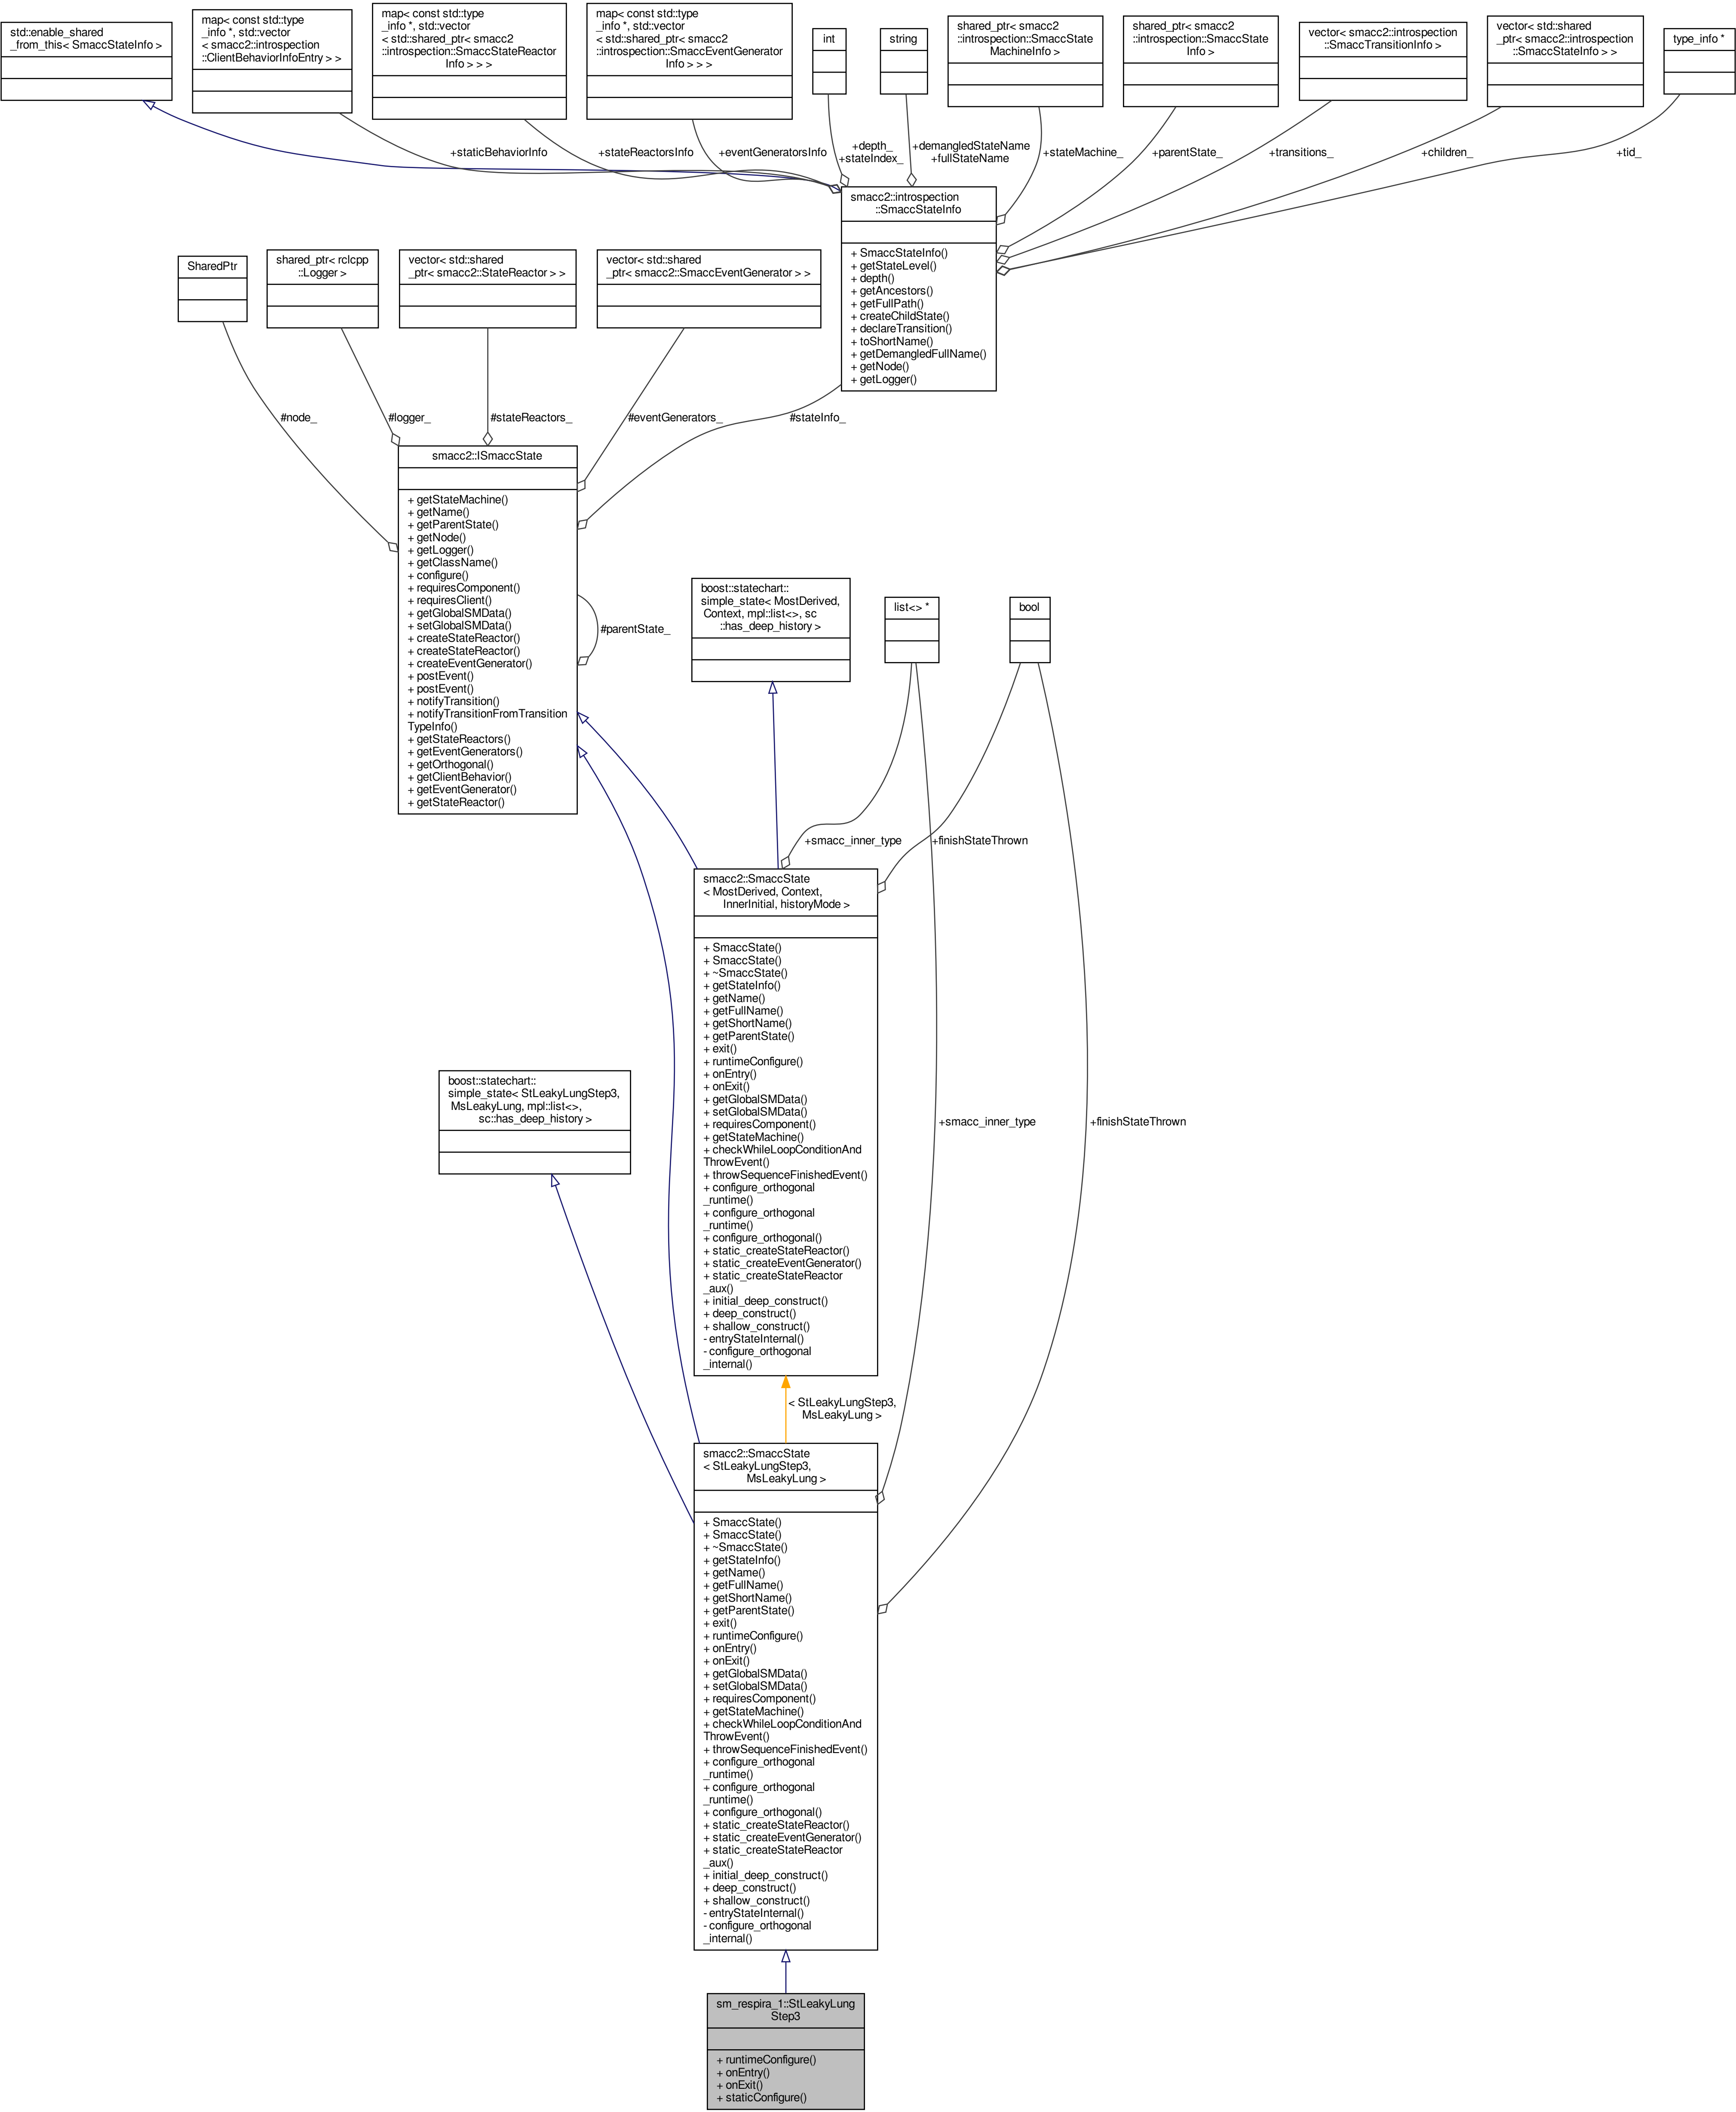 std::enable_shared
_from_this< SmaccStateInfo >
map< const std::type
_info *, std::vector
< smacc2::introspection
::ClientBehaviorInfoEntry > >
map< const std::type
_info *, std::vector
< std::shared_ptr< smacc2
::introspection::SmaccStateReactor
Info > > >
map< const std::type
_info *, std::vector
< std::shared_ptr< smacc2
::introspection::SmaccEventGenerator
Info > > >
int
string
shared_ptr< smacc2
::introspection::SmaccState
MachineInfo >
shared_ptr< smacc2
::introspection::SmaccState
Info >
vector< smacc2::introspection
::SmaccTransitionInfo >
vector< std::shared
_ptr< smacc2::introspection
::SmaccStateInfo > >
type_info *
+staticBehaviorInfo
+stateReactorsInfo
+eventGeneratorsInfo
+depth_
+stateIndex_
+demangledStateName
+fullStateName
+stateMachine_
+parentState_
+transitions_
+children_
+tid_
smacc2::introspection
::SmaccStateInfo
+ SmaccStateInfo()
+ getStateLevel()
+ depth()
+ getAncestors()
+ getFullPath()
+ createChildState()
+ declareTransition()
+ toShortName()
+ getDemangledFullName()
+ getNode()
+ getLogger()
SharedPtr
shared_ptr< rclcpp
::Logger >
vector< std::shared
_ptr< smacc2::StateReactor > >
vector< std::shared
_ptr< smacc2::SmaccEventGenerator > >
#node_
#logger_
#stateReactors_
#eventGenerators_
#stateInfo_
smacc2::ISmaccState
+ getStateMachine()
+ getName()
+ getParentState()
+ getNode()
+ getLogger()
+ getClassName()
+ configure()
+ requiresComponent()
+ requiresClient()
+ getGlobalSMData()
+ setGlobalSMData()
+ createStateReactor()
+ createStateReactor()
+ createEventGenerator()
+ postEvent()
+ postEvent()
+ notifyTransition()
+ notifyTransitionFromTransition
TypeInfo()
+ getStateReactors()
+ getEventGenerators()
+ getOrthogonal()
+ getClientBehavior()
+ getEventGenerator()
+ getStateReactor()
#parentState_
boost::statechart::
simple_state< MostDerived,
Context, mpl::list<>, sc
::has_deep_history >
list<> *
bool
+smacc_inner_type
+finishStateThrown
smacc2::SmaccState
< MostDerived, Context,
InnerInitial, historyMode >
+ SmaccState()
+ SmaccState()
+ ~SmaccState()
+ getStateInfo()
+ getName()
+ getFullName()
+ getShortName()
+ getParentState()
+ exit()
+ runtimeConfigure()
+ onEntry()
+ onExit()
+ getGlobalSMData()
+ setGlobalSMData()
+ requiresComponent()
+ getStateMachine()
+ checkWhileLoopConditionAnd
ThrowEvent()
+ throwSequenceFinishedEvent()
+ configure_orthogonal
_runtime()
+ configure_orthogonal
_runtime()
+ configure_orthogonal()
+ static_createStateReactor()
+ static_createEventGenerator()
+ static_createStateReactor
_aux()
+ initial_deep_construct()
+ deep_construct()
+ shallow_construct()
- entryStateInternal()
- configure_orthogonal
_internal()
boost::statechart::
simple_state< StLeakyLungStep3,
MsLeakyLung, mpl::list<>,
sc::has_deep_history >
+smacc_inner_type
+finishStateThrown
< StLeakyLungStep3,
MsLeakyLung >
smacc2::SmaccState
< StLeakyLungStep3,
MsLeakyLung >
+ SmaccState()
+ SmaccState()
+ ~SmaccState()
+ getStateInfo()
+ getName()
+ getFullName()
+ getShortName()
+ getParentState()
+ exit()
+ runtimeConfigure()
+ onEntry()
+ onExit()
+ getGlobalSMData()
+ setGlobalSMData()
+ requiresComponent()
+ getStateMachine()
+ checkWhileLoopConditionAnd
ThrowEvent()
+ throwSequenceFinishedEvent()
+ configure_orthogonal
_runtime()
+ configure_orthogonal
_runtime()
+ configure_orthogonal()
+ static_createStateReactor()
+ static_createEventGenerator()
+ static_createStateReactor
_aux()
+ initial_deep_construct()
+ deep_construct()
+ shallow_construct()
- entryStateInternal()
- configure_orthogonal
_internal()
sm_respira_1::StLeakyLung
Step3
+ runtimeConfigure()
+ onEntry()
+ onExit()
+ staticConfigure()